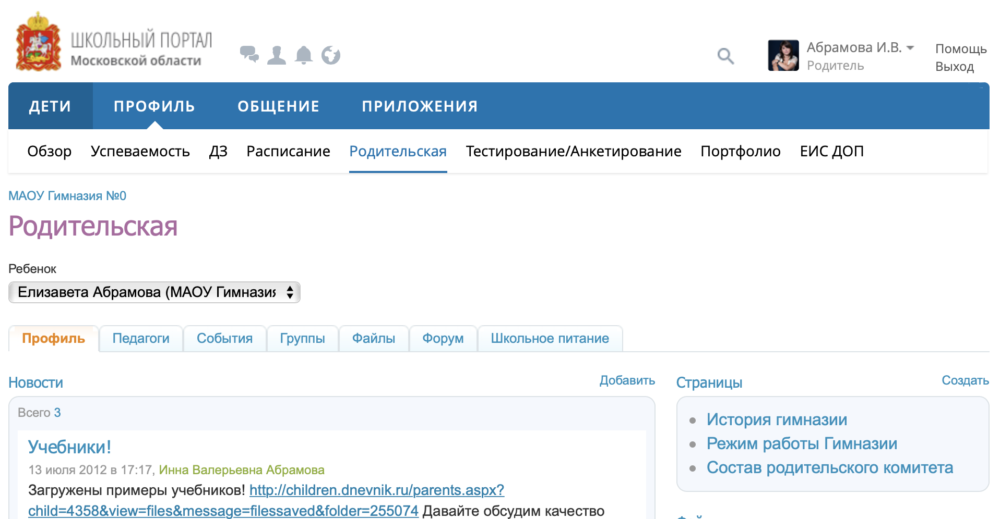 ШКОЛЬНЫЙ ПОРТАЛ
Московской области
Абрамова И.В.
Родитель
Помощь
Выход
ДЕТИ ПРОФИЛЬ ОБЩЕНИЕ ПРИЛОЖЕНИЯ
Обзор Успеваемость ДЗ Расписание Родительская Тестирование/Анкетирование Портфолио ЕИС ДОП
МАОУ Гимназия №0
Родительская
Ребенок
Елизавета Абрамова (МАОУ Гимназия
Профиль Педагоги События Группы Файлы Форум Школьное питание
Новости Добавить
Всего 3
Учебники!
13 июля 2012 в 17:17, Инна Валерьевна Абрамова
Загружены примеры учебников! http://children.dnevnik.ru/parents.aspx?
child=4358&view=files&message=filessaved&folder=255074 Давайте обсудим качество
Страницы Создать
История гимназии
Режим работы Гимназии
Состав родительского комитета